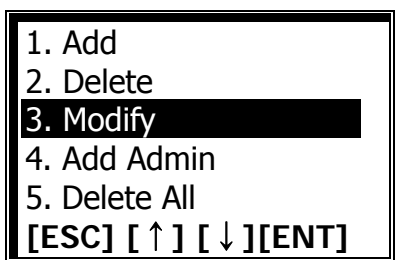 1. Add
2. Delete
3. Modify
4. Add Admin
5. Delete All
[ESC] [↑] [↓][ENT]